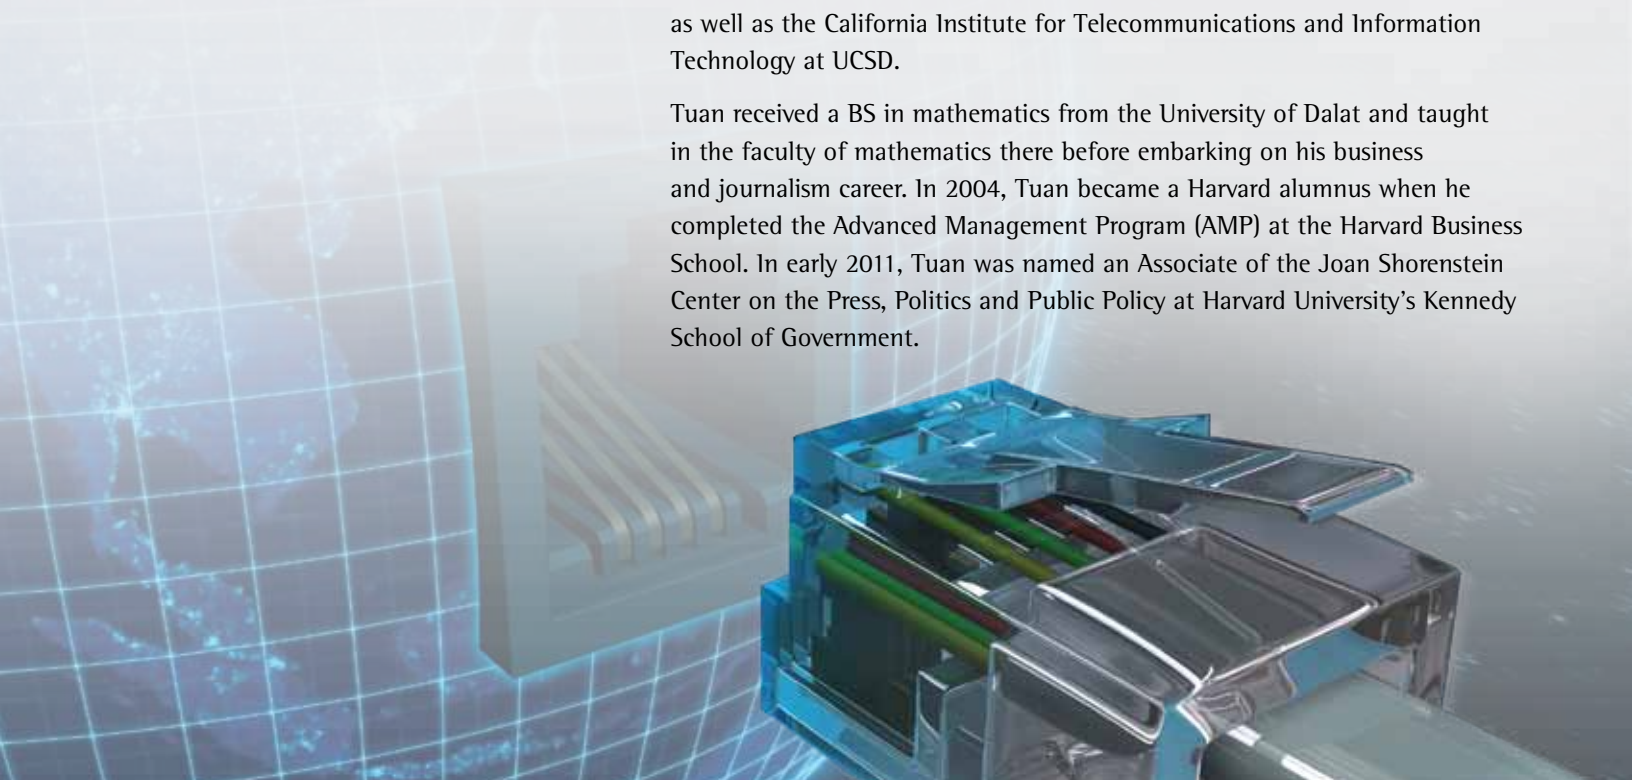 as well as the California Institute for Telecommunications and Information
Technology at UCSD.
Tuan received a BS in mathematics from the University of Dalat and taught
in the faculty of mathematics there before embarking on his business
and journalism career. In 2004, Tuan became a Harvard alumnus when he
completed the Advanced Management Program (AMP) at the Harvard Business
School. In early 2011, Tuan was named an Associate of the Joan Shorenstein
Center on the Press, Politics and Public Policy at Harvard University’s Kennedy
School of Government.